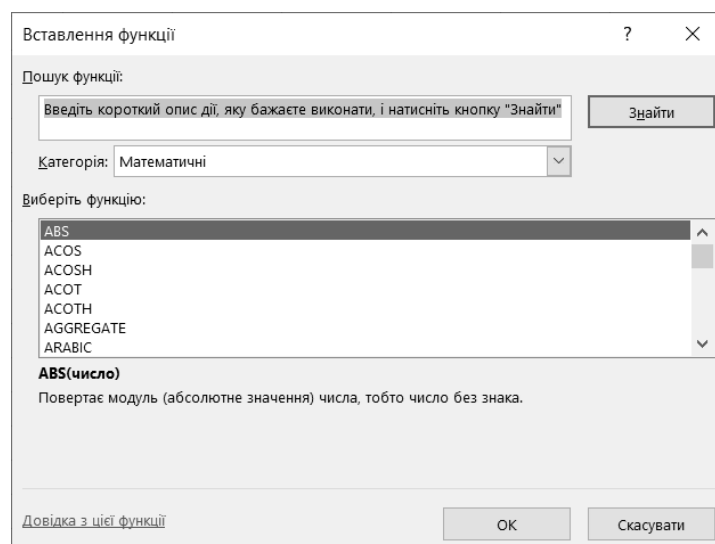 Вставлення функції ?
Пошук функції:
Введіть короткий опис дії, яку бажаєте виконати, і натисніть кнопку "Знайти"
Знайти
Категорія: Математичні
Виберіть функцію:
ABS
ACOS
ACOSH
ACOT
ACOTH
AGGREGATE
ARABIC
ABS(число)
Повертає модуль (абсолютне значення) числа, тобто число без знака.
Довідка з цієї функції
ОК
Скасувати